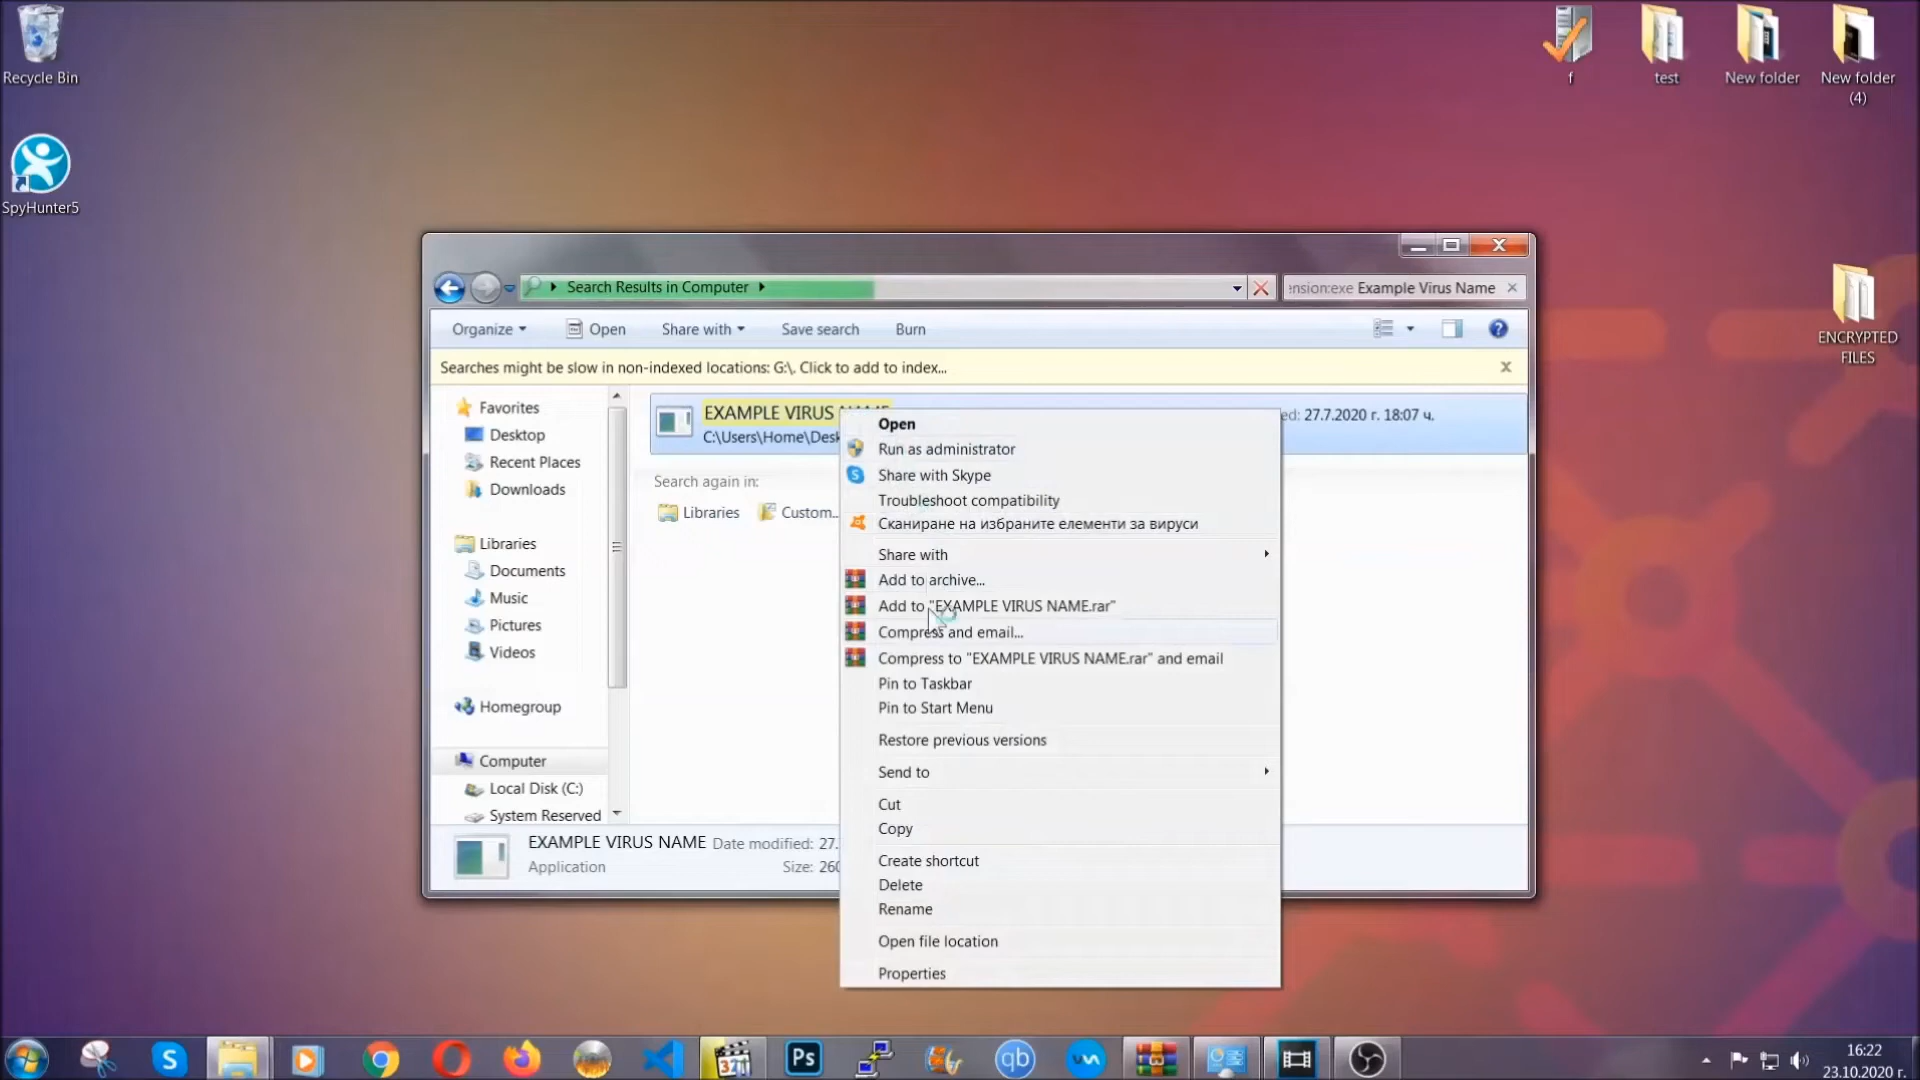 Recycle Bin
SpyHunter5
f
test
New folder
New folder
(4)
ENCRYPTED
FILES
Search Results in Computer
ension:exe Example Virus Name
Organize
Open
Share with
Save search
Burn
Searches might be slow in non-indexed locations: G:\. Click to add to index...
Favorites
Desktop
Recent Places
Downloads
Libraries
Documents
Music
Pictures
Videos
Homegroup
Computer
Local Disk (C:)
System Reserved
EXAMPLE VIRUS NAME
C:\Users\Home\Desk
ed: 27.7.2020 г. 18:07 ч.
Search again in:
Libraries
Custom...
Open
Run as administrator
Share with Skype
Troubleshoot compatibility
Сканиране на избраните елементи за вируси
Share with
Add to archive...
Add to "EXAMPLE VIRUS NAME.rar"
Compress and email...
Compress to "EXAMPLE VIRUS NAME.rar" and email
Pin to Taskbar
Pin to Start Menu
Restore previous versions
Send to
Cut
Copy
Create shortcut
Delete
Rename
Open file location
Properties
EXAMPLE VIRUS NAME Date modified: 27.
Application Size: 260
Ps
qb
16:22
23.10.2020 г.